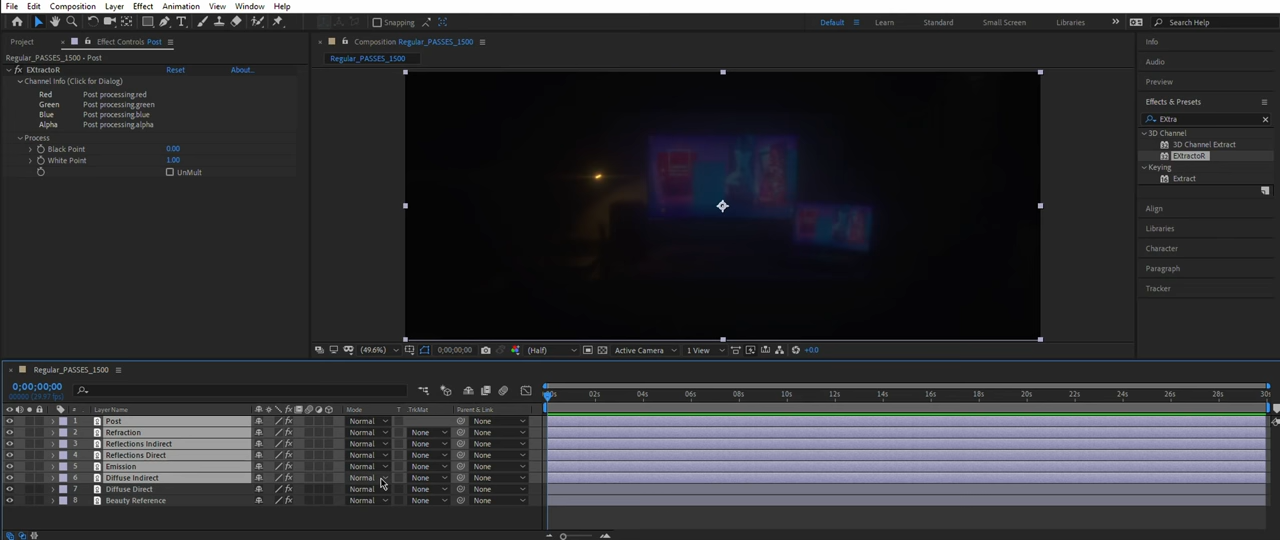 File Edit Composition Layer Effect Animation View Window Help
Snapping Default Learn Standard Small Screen Libraries Search Help
Project Effect Controls Post Composition Regular_PASSES_1500 Info
Regular_PASSES_1500 - Post Regular_PASSES_1500 Audio
EXtractoR Reset About...
Channel Info (Click for Dialog) Preview
Red Post processing.red
Green Post processing.green Effects & Presets
Blue Post processing.blue EXtra
Alpha Post processing.alpha
Process 3D Channel
Black Point 0.00 3D Channel Extract
White Point 1.00 EXtractoR
UnMult Keying
Extract
Align
Libraries
Character
Paragraph
Tracker
(49.6%) 0;00;00;00 (Half) Active Camera 1 View +0.0
Regular_PASSES_1500
0;00;00;00
00000 (29.97 fps) 00s 02s 04s 06s 08s 10s 12s 14s 16s 18s 20s 22s 24s 26s 28s 30s
# Layer Name Mode T .TrkMat Parent & Link
1 Post Normal None
2 Refraction Normal None None
3 Reflections Indirect Normal None None
4 Reflections Direct Normal None None
5 Emission Normal None None
6 Diffuse Indirect Normal None None
7 Diffuse Direct Normal None None
8 Beauty Reference Normal None None